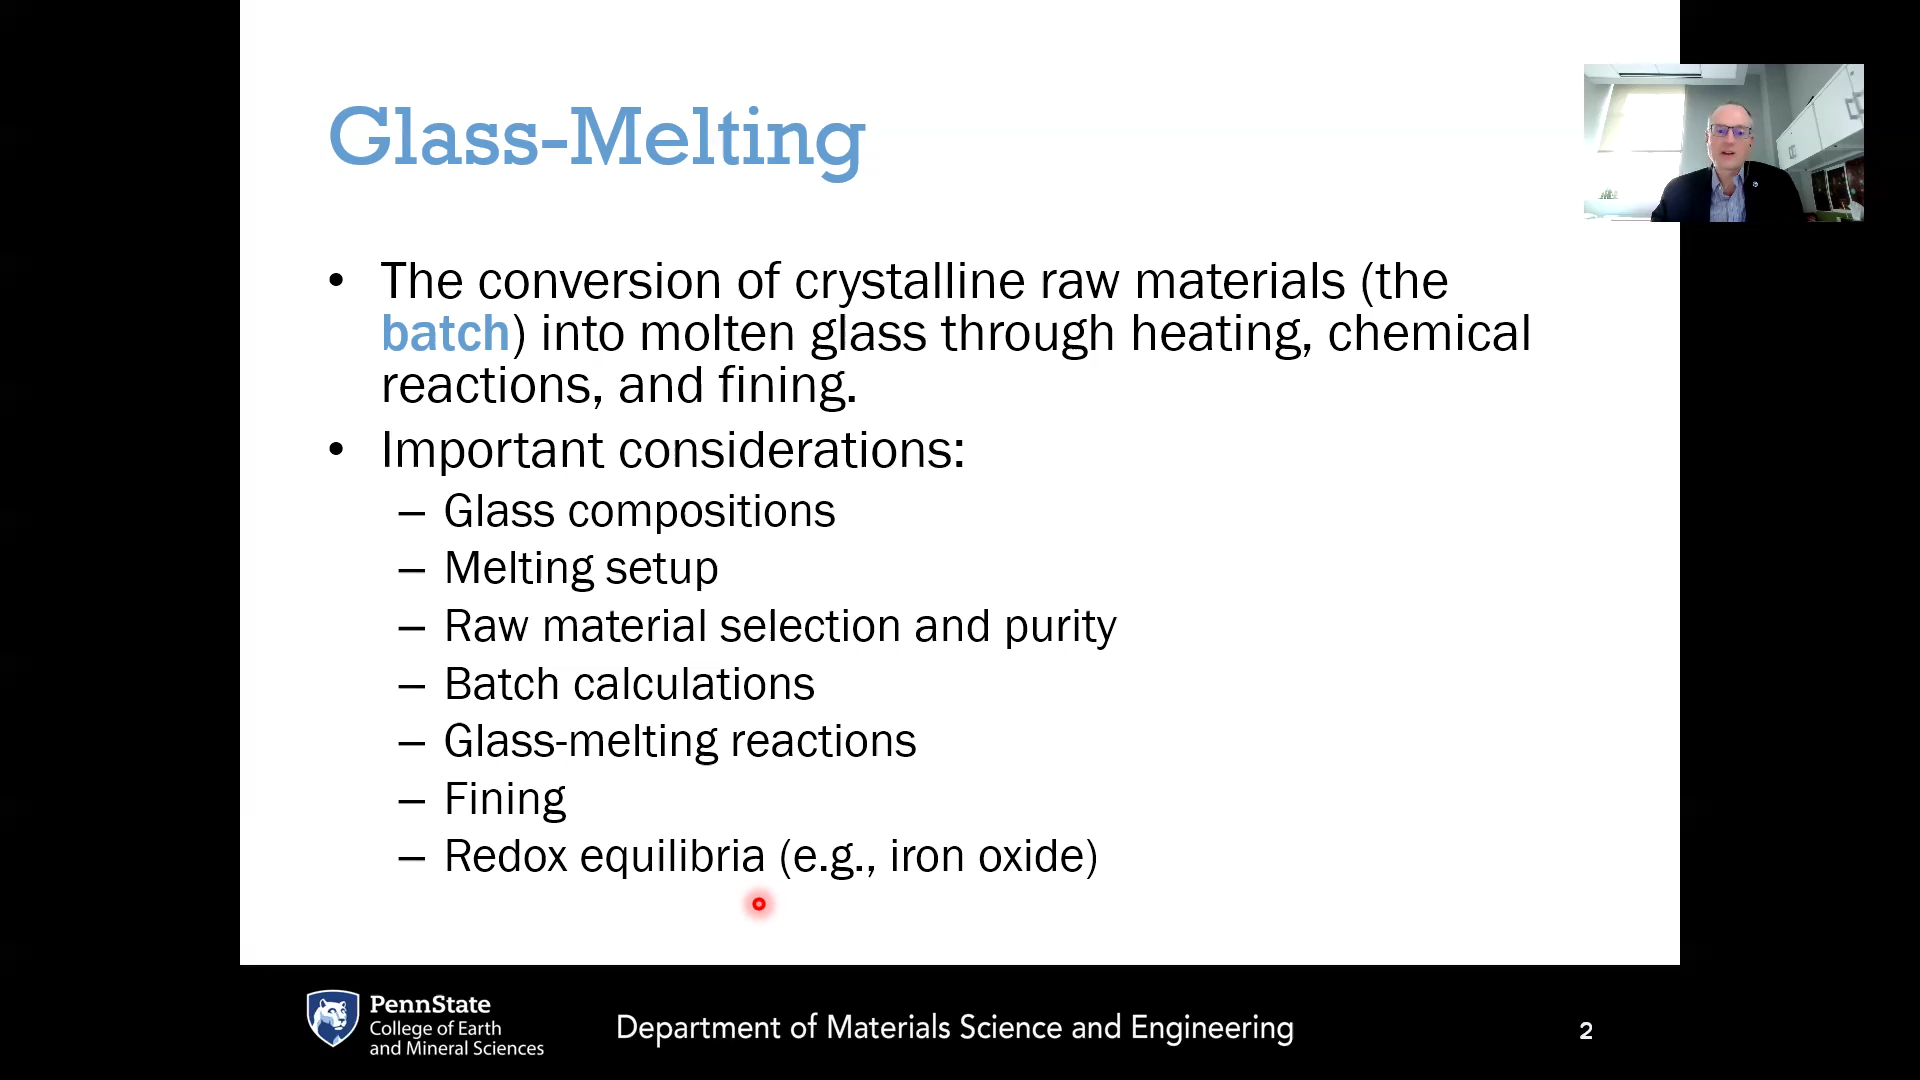 Glass-Melting
• The conversion of crystalline raw materials (the
batch) into molten glass through heating, chemical
reactions, and fining.
• Important considerations:
– Glass compositions
– Melting setup
– Raw material selection and purity
– Batch calculations
– Glass-melting reactions
– Fining
– Redox equilibria (e.g., iron oxide)
PennState
College of Earth
and Mineral Sciences
Department of Materials Science and Engineering
2